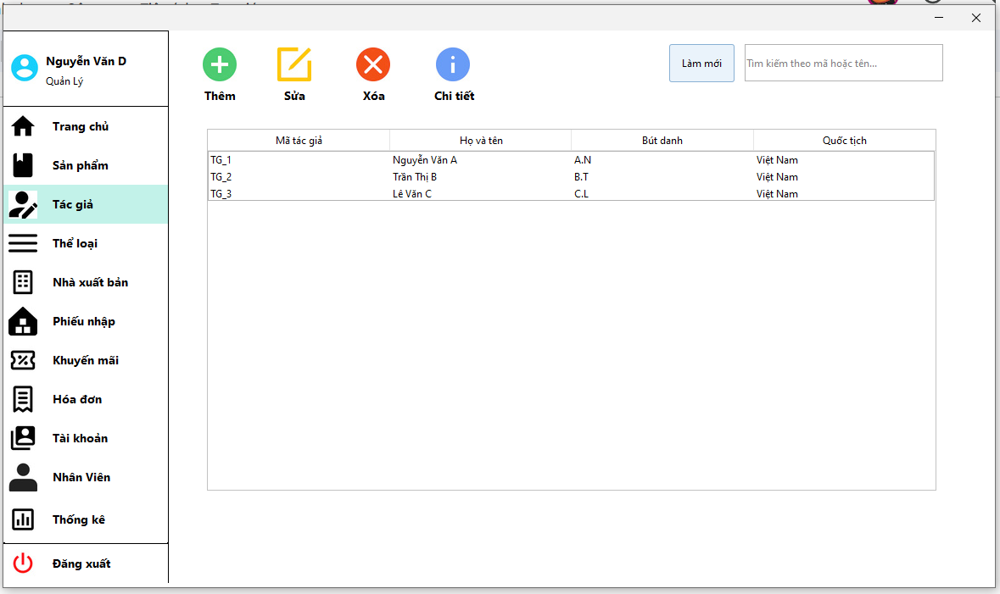 Nguyễn Văn D
Quản Lý
Trang chủ
Sản phẩm
Tác giả
Thể loại
Nhà xuất bản
Phiếu nhập
Khuyến mãi
Hóa đơn
Tài khoản
Nhân Viên
Thống kê
Đăng xuất
Thêm Sửa Xóa Chi tiết
Làm mới Tìm kiếm theo mã hoặc tên...
Mã tác giả Họ và tên Bút danh Quốc tịch
TG_1 Nguyễn Văn A A.N Việt Nam
TG_2 Trần Thị B B.T Việt Nam
TG_3 Lê Văn C C.L Việt Nam